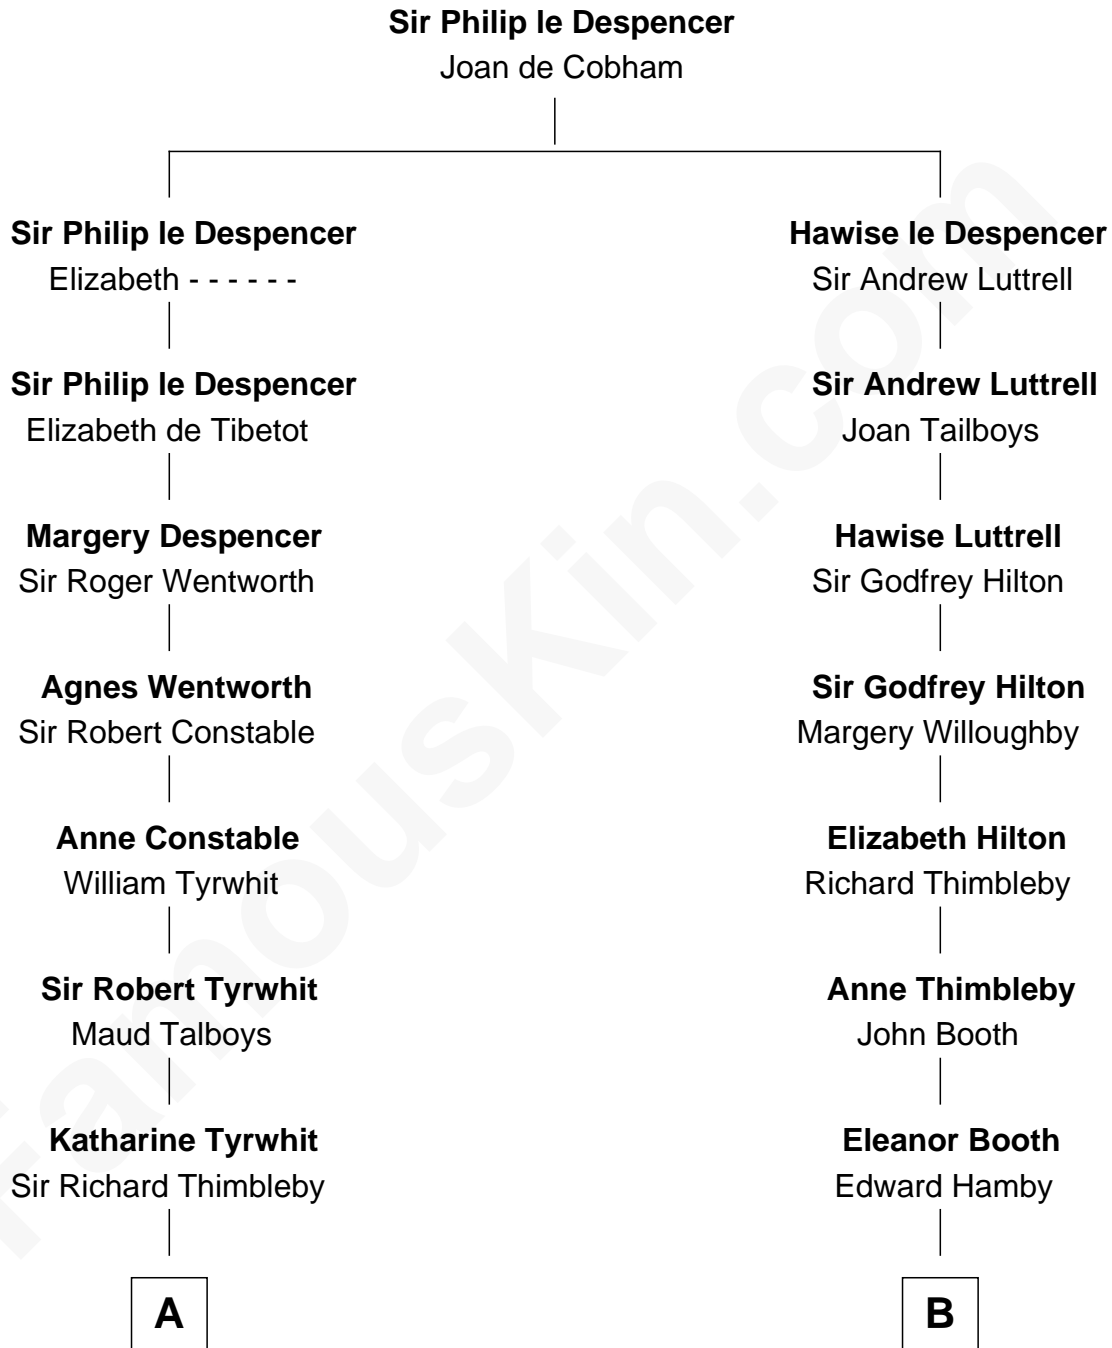 Sir Philip le Despencer
Joan de Cobham
Sir Philip le Despencer
Elizabeth - - - - - -
Hawise le Despencer
Sir Andrew Luttrell
Sir Philip le Despencer
Elizabeth de Tibetot
Sir Andrew Luttrell
Joan Tailboys
Margery Despencer
Sir Roger Wentworth
Hawise Luttrell
Sir Godfrey Hilton
Agnes Wentworth
Sir Robert Constable
Sir Godfrey Hilton
Margery Willoughby
Anne Constable
William Tyrwhit
Elizabeth Hilton
Richard Thimbleby
Sir Robert Tyrwhit
Maud Talboys
Anne Thimbleby
John Booth
Katharine Tyrwhit
Sir Richard Thimbleby
Eleanor Booth
Edward Hamby
A
B
FamousKin.com